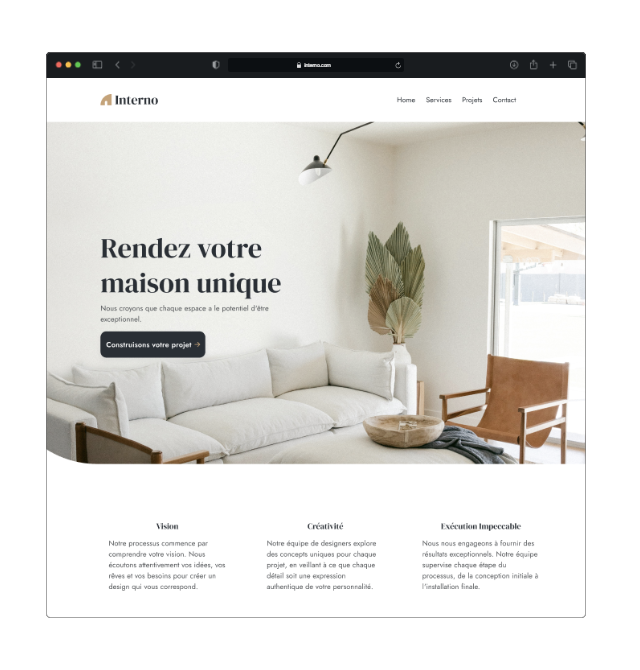 interno.com
Interno
Home Services Projets Contact
Rendez votre
maison unique
Nous croyons que chaque espace a le potentiel d'être
exceptionnel.
Construisons votre projet →
Vision
Notre processus commence par
comprendre votre vision. Nous
écoutons attentivement vos idées, vos
rêves et vos besoins pour créer un
design qui vous correspond.
Créativité
Notre équipe de designers explore
des concepts uniques pour chaque
projet, en veillant à ce que chaque
détail soit une expression
authentique de votre personnalité.
Exécution Impeccable
Nous nous engageons à fournir des
résultats exceptionnels. Notre équipe
supervise chaque étape du
processus, de la conception initiale à
l'installation finale.